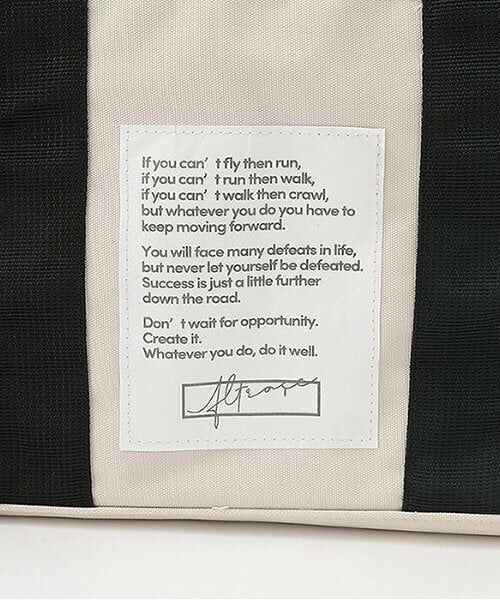 If you can’t fly then run,
if you can’t run then walk,
if you can’t walk then crawl,
but whatever you do you have to
keep moving forward.
You will face many defeats in life,
but never let yourself be defeated.
Success is just a little further
down the road.
Don’t wait for opportunity.
Create it.
Whatever you do, do it well.